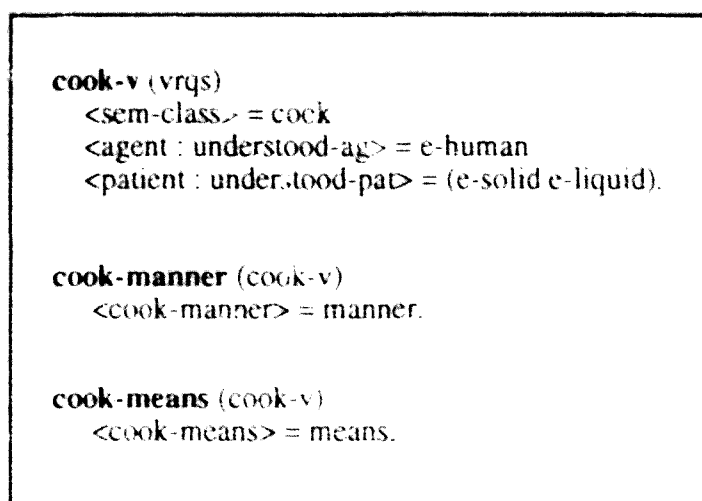 cook-v (vrqs)
<sem-class> = cook
<agent : understood-ag> = e-human
<patient : understood-pat> = (e-solid e-liquid).
cook-manner (cook-v)
<cook-manner> = manner.
cook-means (cook-v)
<cook-means> = means.